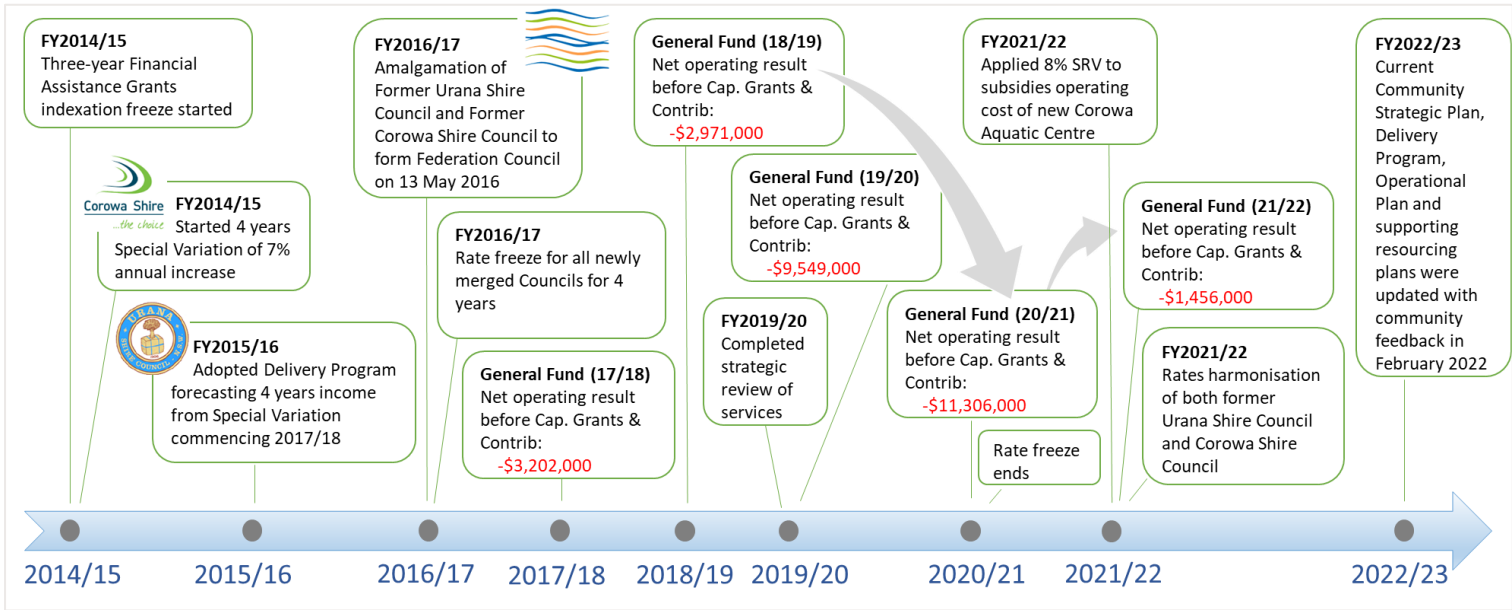 FY2014/15
Three-year Financial
Assistance Grants
indexation freeze started
Corowa Shire
...the choice
FY2014/15
Started 4 years
Special Variation of 7%
annual increase
URANA
SHIRE COUNCIL, N.S.W.
FY2015/16
Adopted Delivery Program
forecasting 4 years income
from Special Variation
commencing 2017/18
FY2016/17
Amalgamation of
Former Urana Shire
Council and Former
Corowa Shire Council to
form Federation Council
on 13 May 2016
FY2016/17
Rate freeze for all newly
merged Councils for 4
years
General Fund (17/18)
Net operating result
before Cap. Grants &
Contrib:
-$3,202,000
General Fund (18/19)
Net operating result
before Cap. Grants &
Contrib:
-$2,971,000
General Fund (19/20)
Net operating result
before Cap. Grants &
Contrib:
-$9,549,000
FY2019/20
Completed
strategic
review of
services
General Fund (20/21)
Net operating result
before Cap. Grants &
Contrib:
-$11,306,000
Rate freeze
ends
FY2021/22
Applied 8% SRV to
subsidies operating
cost of new Corowa
Aquatic Centre
General Fund (21/22)
Net operating result
before Cap. Grants &
Contrib:
-$1,456,000
FY2021/22
Rates harmonisation
of both former
Urana Shire Council
and Corowa Shire
Council
FY2022/23
Current
Community
Strategic Plan,
Delivery
Program,
Operational
Plan and
supporting
resourcing
plans were
updated with
community
feedback in
February 2022
2014/15
2015/16
2016/17
2017/18
2018/19
2019/20
2020/21
2021/22
2022/23